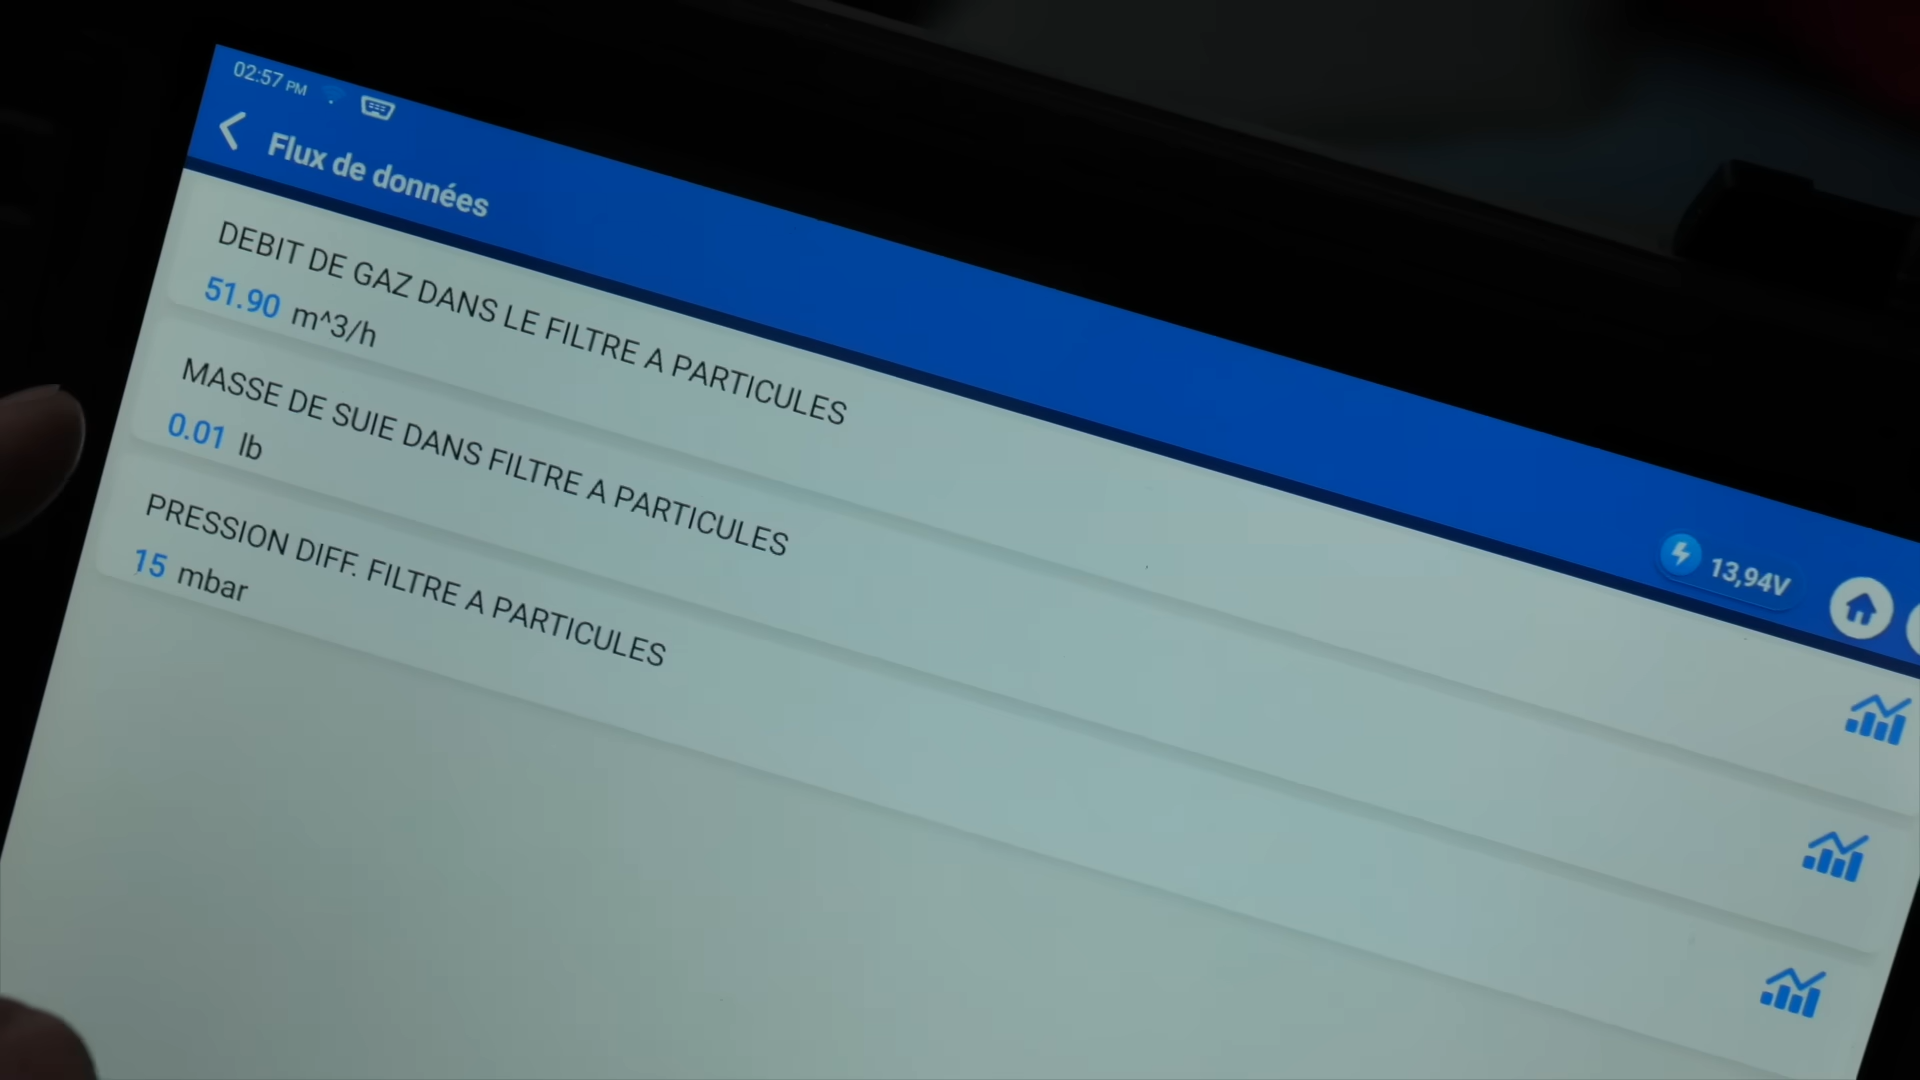 02:57 PM
Flux de données
13,94V
DEBIT DE GAZ DANS LE FILTRE A PARTICULES
51.90 m^3/h
MASSE DE SUIE DANS FILTRE A PARTICULES
0.01 lb
PRESSION DIFF. FILTRE A PARTICULES
15 mbar